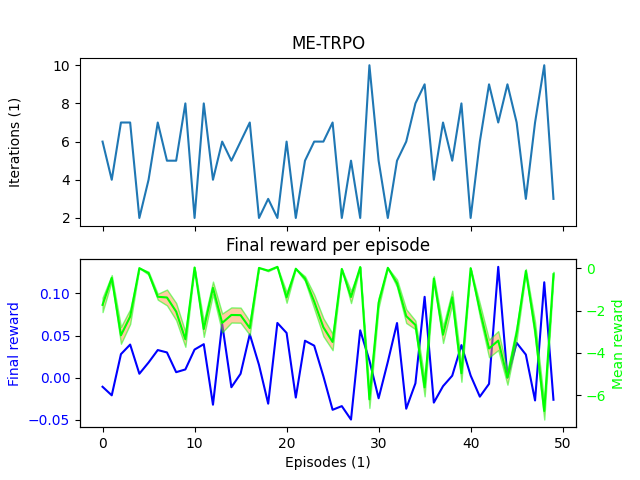 ME-TRPO
Iterations (1)
10
8
6
4
2
Final reward per episode
Final reward
0.10
0.05
0.00
−0.05
0
−2
−4
−6
Mean reward
0 10 20 30 40 50
Episodes (1)